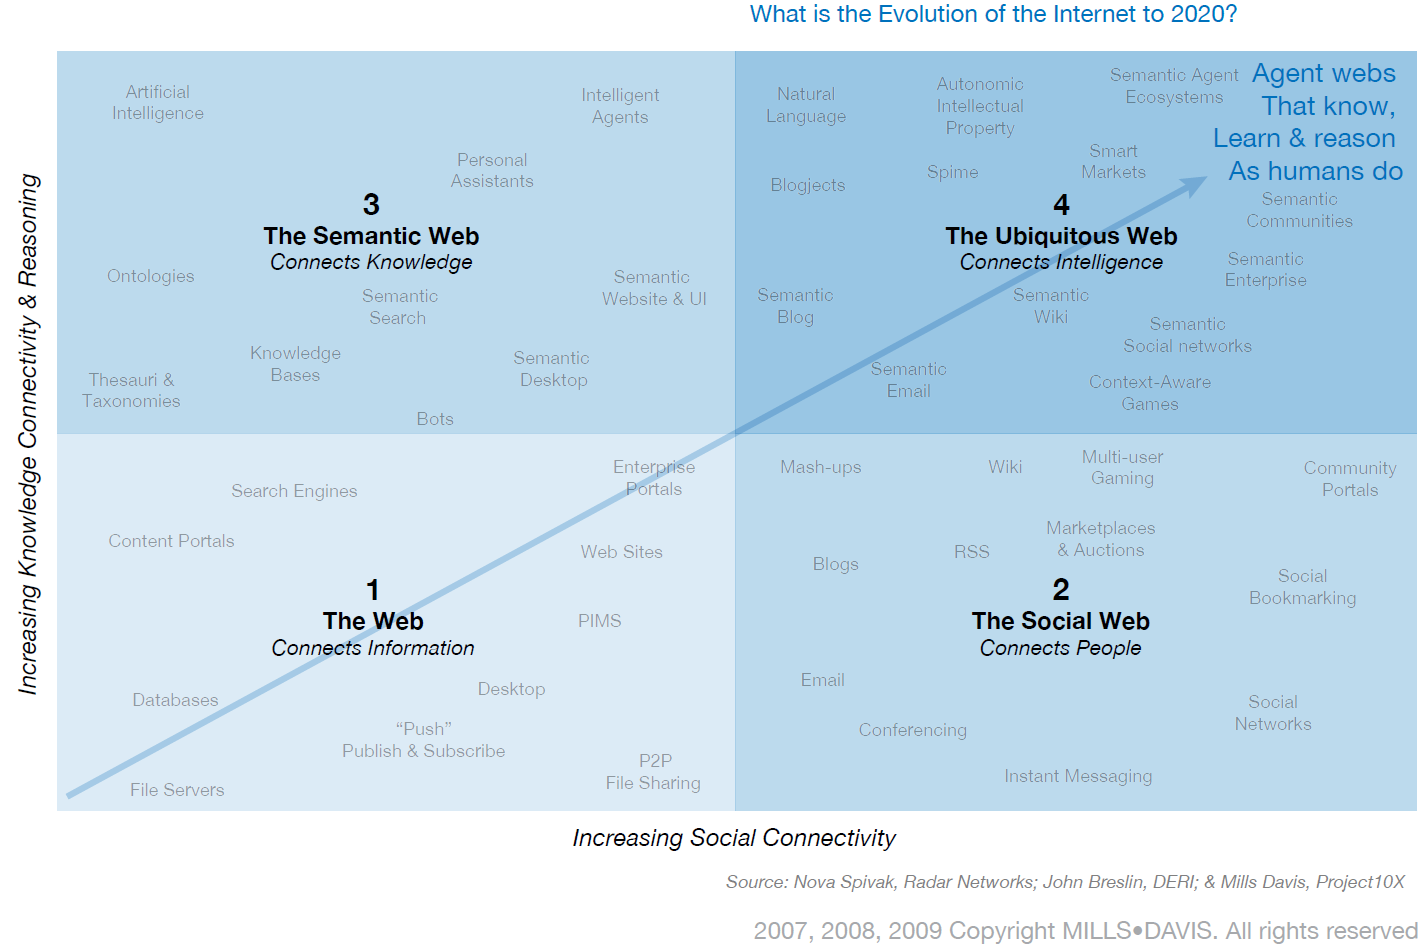 What is the Evolution of the Internet to 2020?
Increasing Knowledge Connectivity & Reasoning
Artificial
Intelligence
Intelligent
Agents
Personal
Assistants
3
The Semantic Web
Connects Knowledge
Ontologies
Semantic
Search
Semantic
Website & UI
Knowledge
Bases
Semantic
Desktop
Thesauri &
Taxonomies
Bots
Natural
Language
Autonomic
Intellectual
Property
Semantic Agent
Ecosystems
Agent webs
That know,
Learn & reason
As humans do
Blogjects
Spime
Smart
Markets
4
The Ubiquitous Web
Connects Intelligence
Semantic
Communities
Semantic
Enterprise
Semantic
Blog
Semantic
Wiki
Semantic
Social networks
Semantic
Email
Context-Aware
Games
Search Engines
Enterprise
Portals
Content Portals
Web Sites
1
The Web
Connects Information
PIMS
Databases
Desktop
“Push”
Publish & Subscribe
P2P
File Sharing
File Servers
Mash-ups
Wiki
Multi-user
Gaming
Community
Portals
Blogs
RSS
Marketplaces
& Auctions
Social
Bookmarking
2
The Social Web
Connects People
Email
Conferencing
Social
Networks
Instant Messaging
Increasing Social Connectivity
Source: Nova Spivak, Radar Networks; John Breslin, DERI; & Mills Davis, Project10X
2007, 2008, 2009 Copyright MILLS•DAVIS. All rights reserved